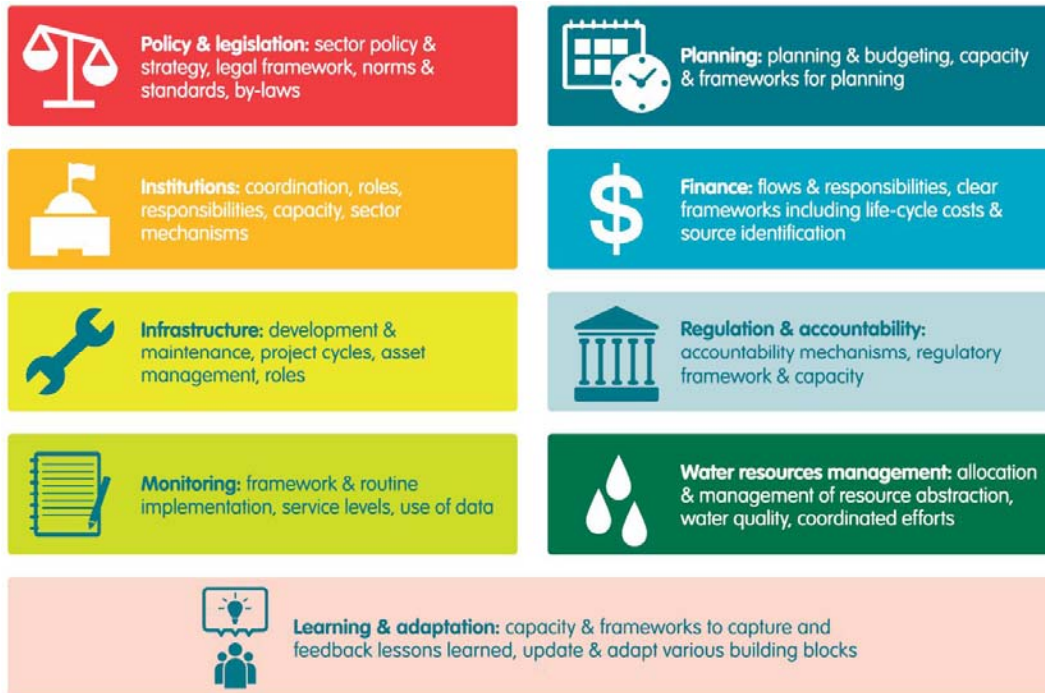 Policy & legislation: sector policy &
strategy, legal framework, norms &
standards, by-laws
Planning: planning & budgeting, capacity
& frameworks for planning
Institutions: coordination, roles,
responsibilities, capacity, sector
mechanisms
$
Finance: flows & responsibilities, clear
frameworks including life-cycle costs &
source identification
Infrastructure: development &
maintenance, project cycles, asset
management, roles
Regulation & accountability:
accountability mechanisms, regulatory
framework & capacity
Monitoring: framework & routine
implementation, service levels, use of data
Water resources management: allocation
& management of resource abstraction,
water quality, coordinated efforts
Learning & adaptation: capacity & frameworks to capture and
feedback lessons learned, update & adapt various building blocks